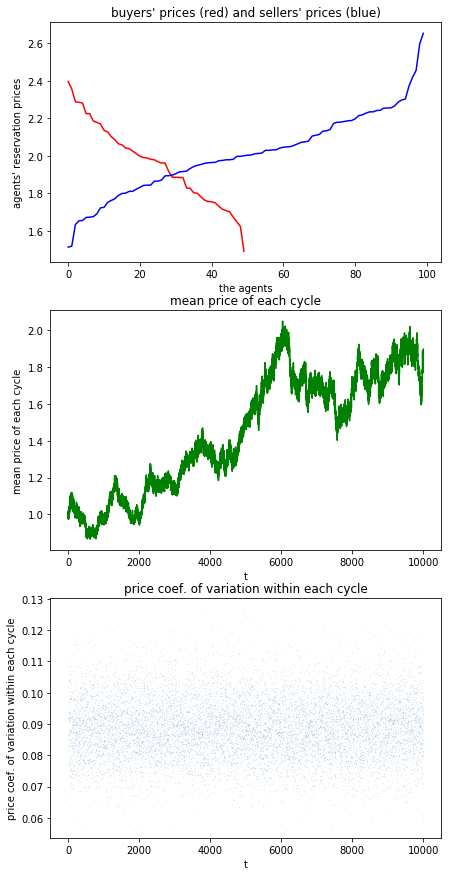 buyers' prices (red) and sellers' prices (blue)
agents' reservation prices
2.6
2.4
2.2
2.0
1.8
1.6
0 20 40 60 80 100
the agents
mean price of each cycle
mean price of each cycle
2.0
1.8
1.6
1.4
1.2
1.0
0 2000 4000 6000 8000 10000
t
price coef. of variation within each cycle
price coef. of variation within each cycle
0.13
0.12
0.11
0.10
0.09
0.08
0.07
0.06
0 2000 4000 6000 8000 10000
t